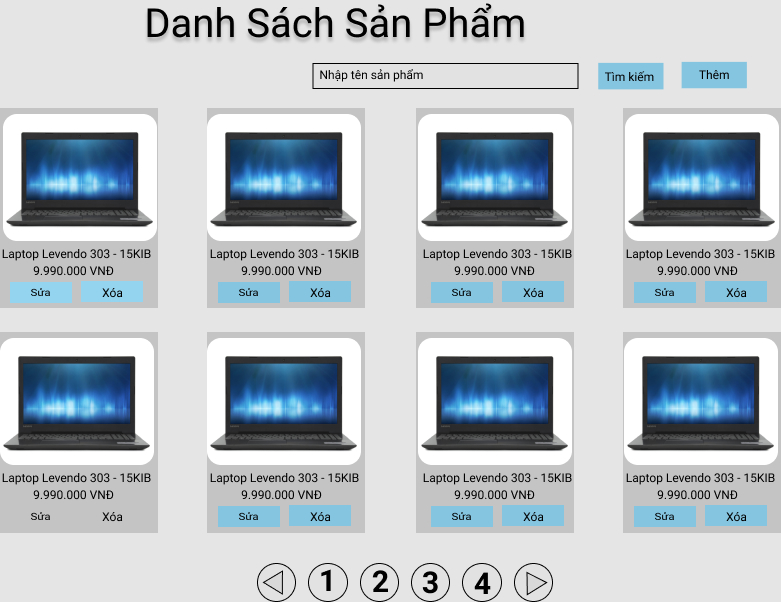 Danh Sách Sản Phẩm
Nhập tên sản phẩm
Tìm kiếm
Thêm
Laptop Levendo 303 - 15KIB
9.990.000 VNĐ
Sửa
Xóa
Laptop Levendo 303 - 15KIB
9.990.000 VNĐ
Sửa
Xóa
Laptop Levendo 303 - 15KIB
9.990.000 VNĐ
Sửa
Xóa
Laptop Levendo 303 - 15KIB
9.990.000 VNĐ
Sửa
Xóa
Laptop Levendo 303 - 15KIB
9.990.000 VNĐ
Sửa
Xóa
Laptop Levendo 303 - 15KIB
9.990.000 VNĐ
Sửa
Xóa
Laptop Levendo 303 - 15KIB
9.990.000 VNĐ
Sửa
Xóa
Laptop Levendo 303 - 15KIB
9.990.000 VNĐ
Sửa
Xóa
1 2 3 4